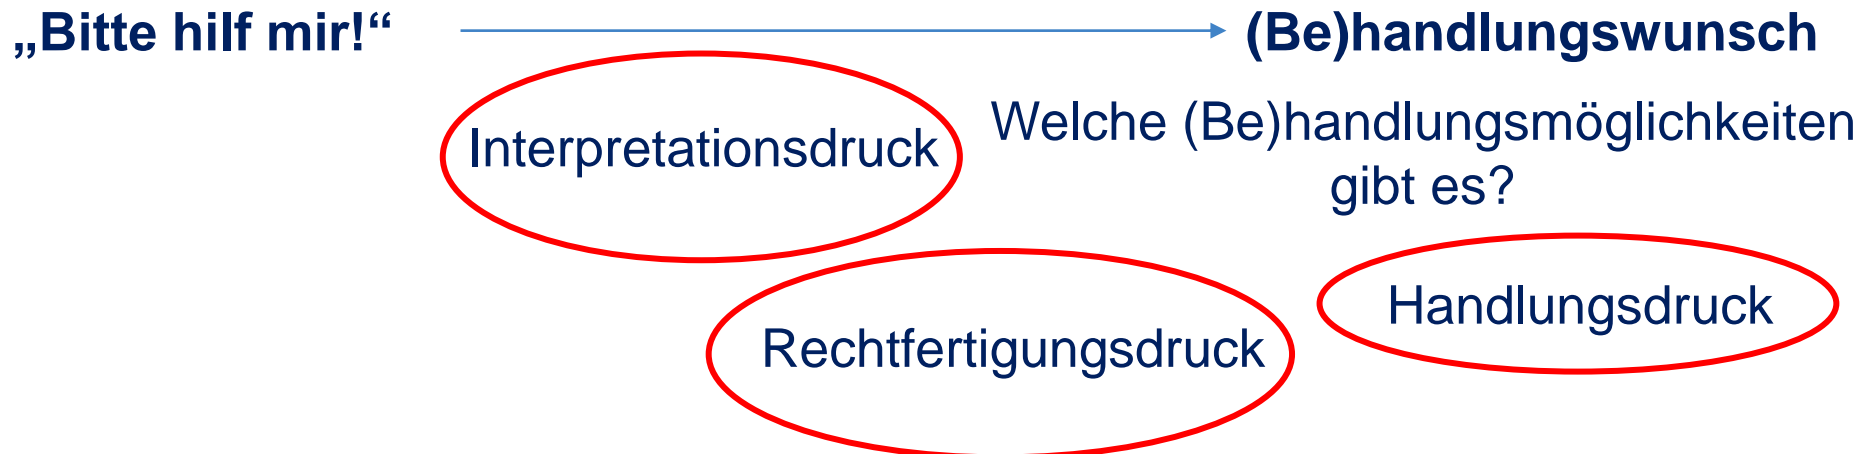 „Bitte hilf mir!“
(Be)handlungswunsch
Interpretationsdruck
Welche (Be)handlungsmöglichkeiten
gibt es?
Handlungsdruck
Rechtfertigungsdruck